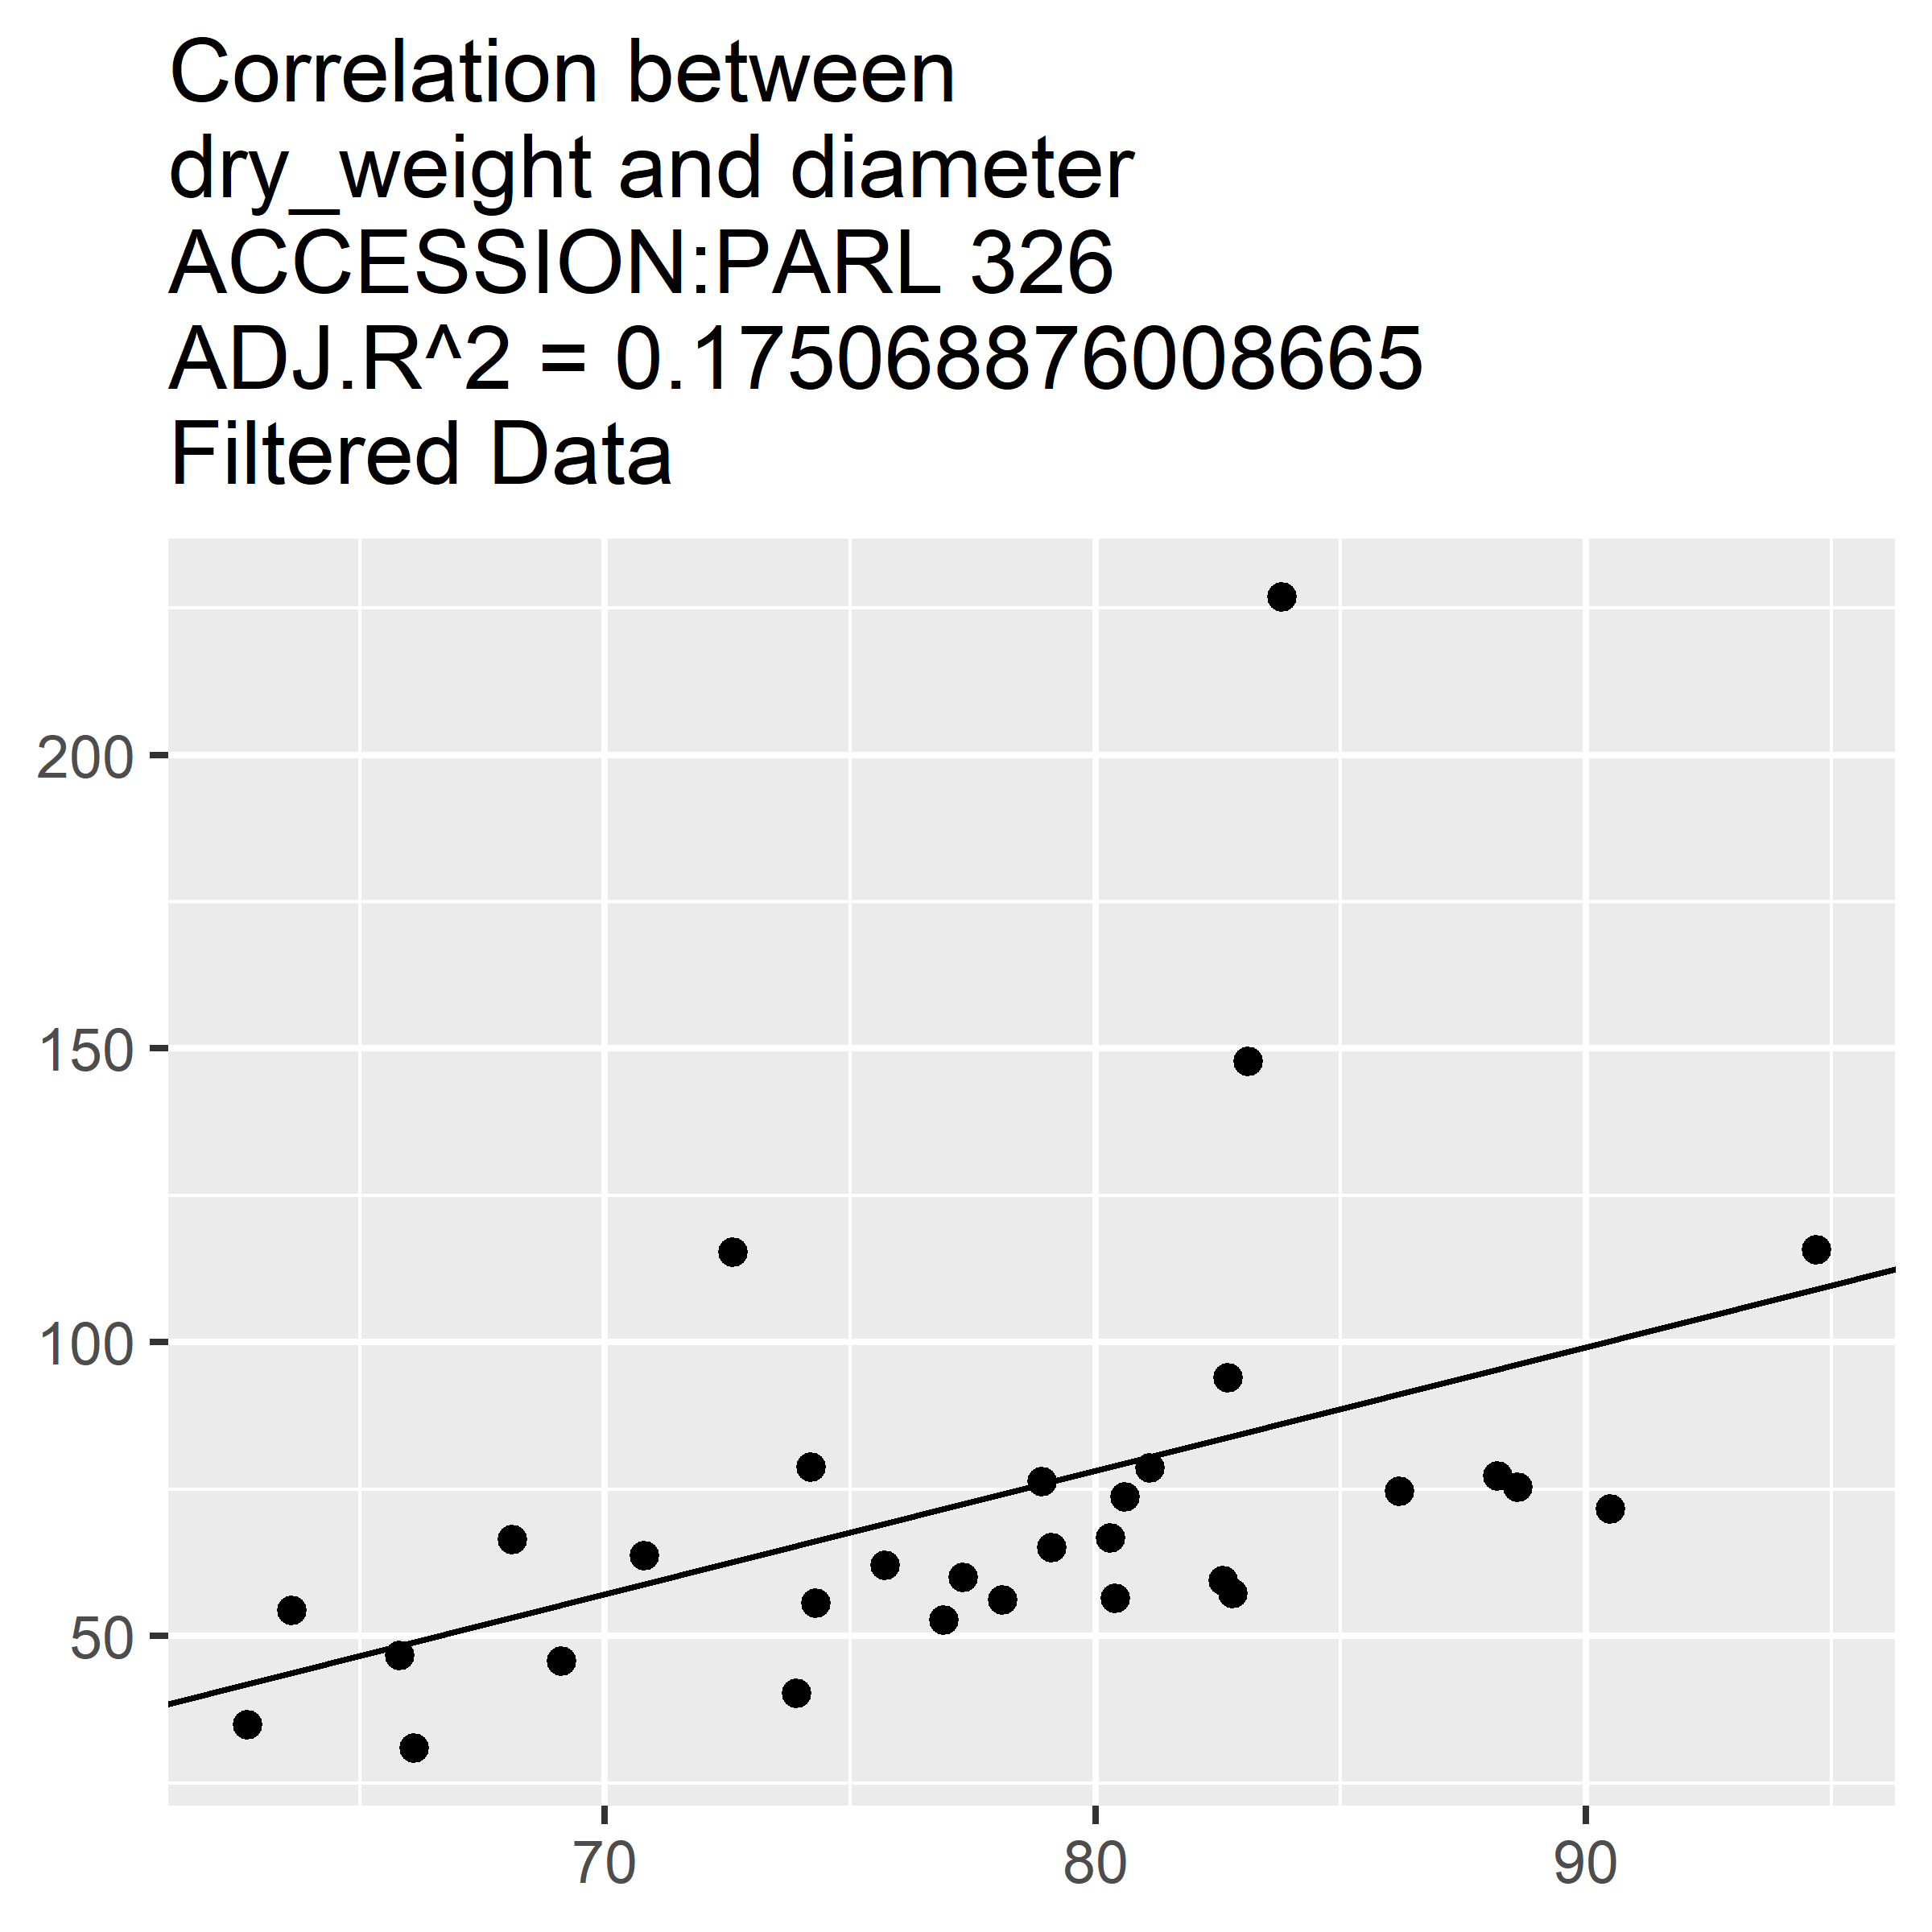 Correlation between
dry_weight and diameter
ACCESSION:PARL 326
ADJ.R^2 = 0.175068876008665
Filtered Data
200
150
100
50
70 80 90